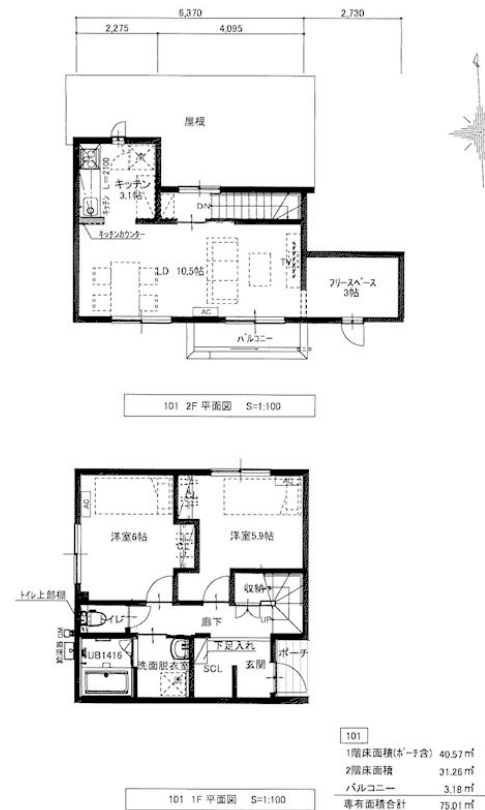 6,370
2,730
2,275
4,095
屋根
キッチン
3.1帖
キッチン L=2100
DN
キッチンカウンター
LD 10.5帖
TV
フリースペース
3帖
AC
バルコニー
101 2F 平面図 S=1:100
AC
AC
洋室6帖
洋室5.9帖
トイレ上部棚
収納
トイレ
廊下
UP
下足入れ
ポーチ
UB1416
洗面脱衣室
SCL
玄関
101
1階床面積(ポーチ含) 40.57㎡
2階床面積 31.26㎡
バルコニー 3.18㎡
専有面積合計 75.01㎡
101 1F 平面図 S=1:100